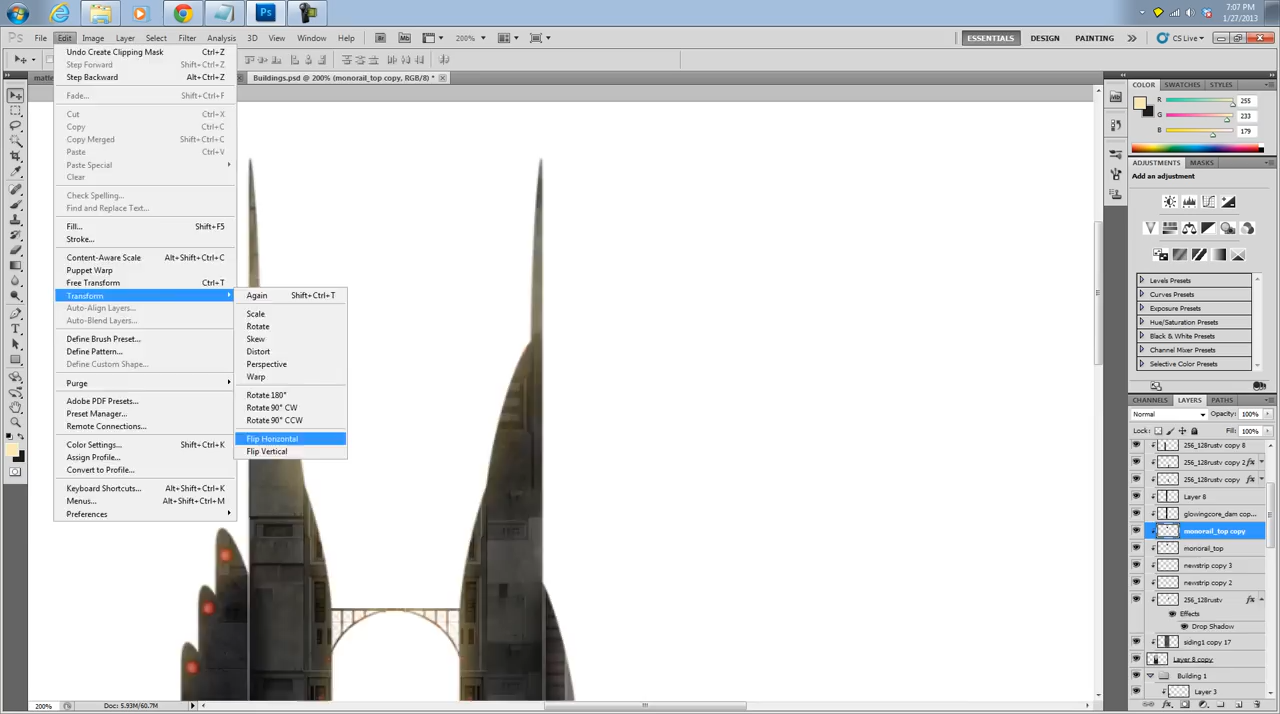 7:07 PM
1/27/2013
Ps
File Edit Image Layer Select Filter Analysis 3D View Window Help
200%
ESSENTIALS DESIGN PAINTING
CS Live
Buildings.psd @ 200% (monorail_top copy, RGB/8) *
Undo Create Clipping Mask Ctrl+Z
Step Forward Shift+Ctrl+Z
Step Backward Alt+Ctrl+Z
Fade... Shift+Ctrl+F
Cut Ctrl+X
Copy Ctrl+C
Copy Merged Shift+Ctrl+C
Paste Ctrl+V
Paste Special
Clear
Check Spelling...
Find and Replace Text...
Fill... Shift+F5
Stroke...
Content-Aware Scale Alt+Shift+Ctrl+C
Puppet Warp
Free Transform Ctrl+T
Transform
Auto-Align Layers...
Auto-Blend Layers...
Define Brush Preset...
Define Pattern...
Define Custom Shape...
Purge
Adobe PDF Presets...
Preset Manager...
Remote Connections...
Color Settings... Shift+Ctrl+K
Assign Profile...
Convert to Profile...
Keyboard Shortcuts... Alt+Shift+Ctrl+K
Menus... Alt+Shift+Ctrl+M
Preferences
Again Shift+Ctrl+T
Scale
Rotate
Skew
Distort
Perspective
Warp
Rotate 180°
Rotate 90° CW
Rotate 90° CCW
Flip Horizontal
Flip Vertical
COLOR SWATCHES STYLES
R 255
G 233
B 179
ADJUSTMENTS MASKS
Add an adjustment
Levels Presets
Curves Presets
Exposure Presets
Hue/Saturation Presets
Black & White Presets
Channel Mixer Presets
Selective Color Presets
CHANNELS LAYERS PATHS
Normal Opacity: 100%
Lock: Fill: 100%
256_128rustv copy 8
256_128rustv copy 2 fx
256_128rustv copy fx
Layer 8
glowingcore_dam cop...
monorail_top copy
monorail_top
newstrip copy 3
newstrip copy 2
256_128rustv fx
Effects
Drop Shadow
siding1 copy 17
Layer 8 copy
Building 1
Layer 3
200% Doc: 5.93M/60.7M